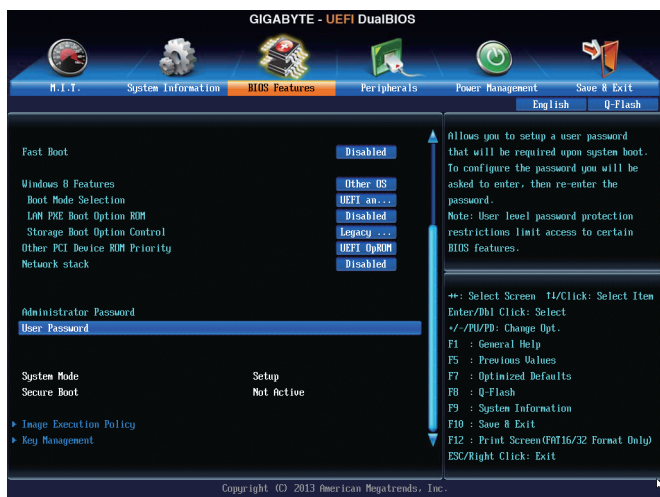 GIGABYTE - UEFI DualBIOS
M.I.T. System Information BIOS Features Peripherals Power Management Save & Exit
English Q-Flash
Fast Boot Disabled
Windows 8 Features Other OS
Boot Mode Selection UEFI an...
LAN PXE Boot Option ROM Disabled
Storage Boot Option Control Legacy ...
Other PCI Device ROM Priority UEFI OpROM
Network stack Disabled
Administrator Password
User Password
System Mode Setup
Secure Boot Not Active
Image Execution Policy
Key Management
Allows you to setup a user password
that will be required upon system boot.
To configure the password you will be
asked to enter, then re-enter the
password.
Note: User level password protection
restrictions limit access to certain
BIOS features.
→←: Select Screen ↑↓/Click: Select Item
Enter/Dbl Click: Select
+/-/PU/PD: Change Opt.
F1 : General Help
F5 : Previous Values
F7 : Optimized Defaults
F8 : Q-Flash
F9 : System Information
F10 : Save & Exit
F12 : Print Screen(FAT16/32 Format Only)
ESC/Right Click: Exit
Copyright (C) 2013 American Megatrends, Inc.